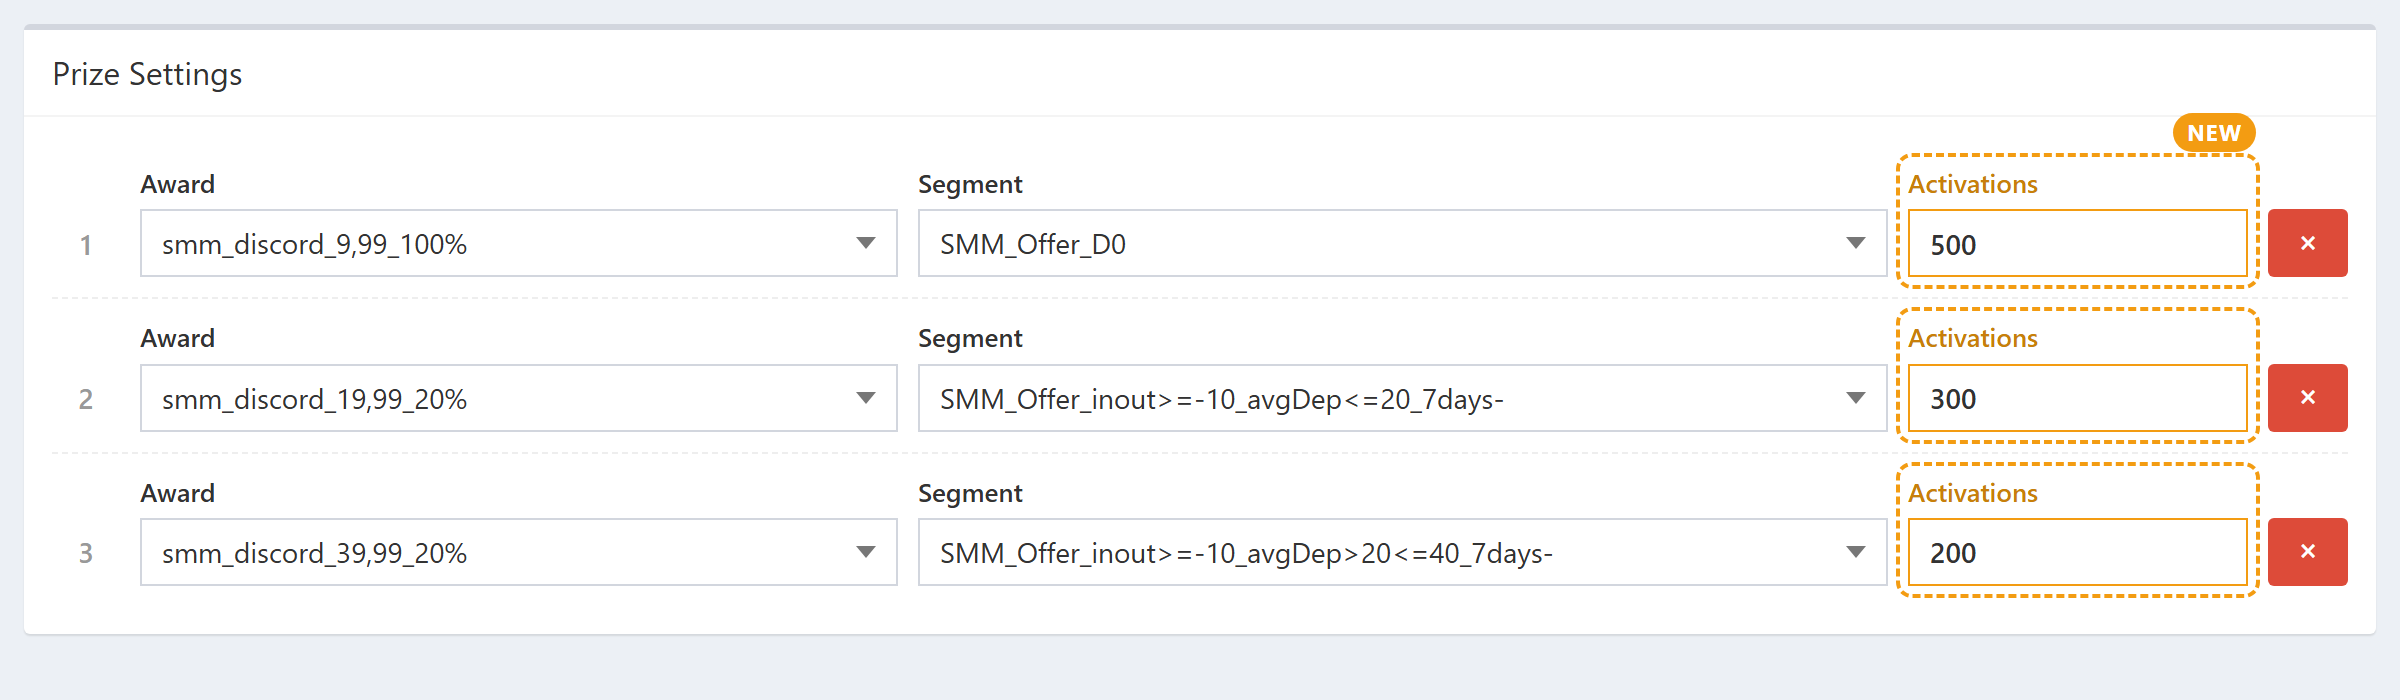 Prize Settings
NEW
Award Segment Activations
1 smm_discord_9,99_100% SMM_Offer_D0 500 ×
Award Segment Activations
2 smm_discord_19,99_20% SMM_Offer_inout>=-10_avgDep<=20_7days- 300 ×
Award Segment Activations
3 smm_discord_39,99_20% SMM_Offer_inout>=-10_avgDep>20<=40_7days- 200 ×